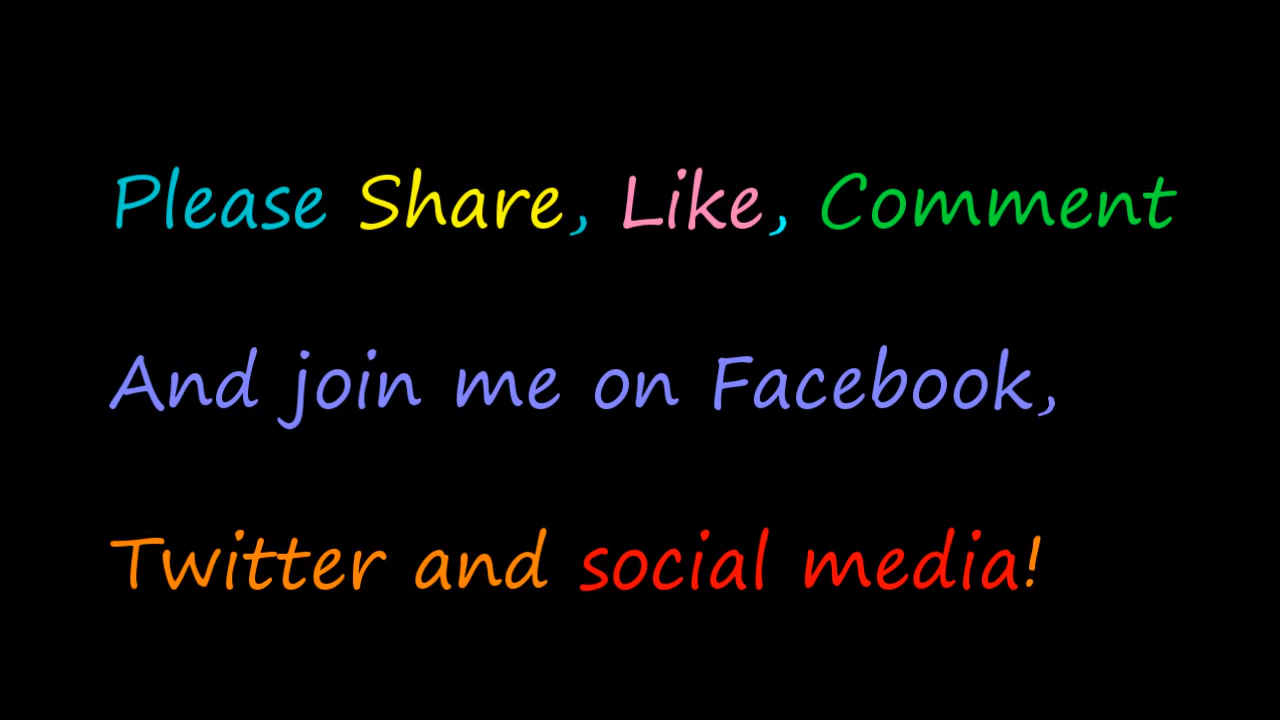 Please Share, Like, Comment
And join me on Facebook,
Twitter and social media!